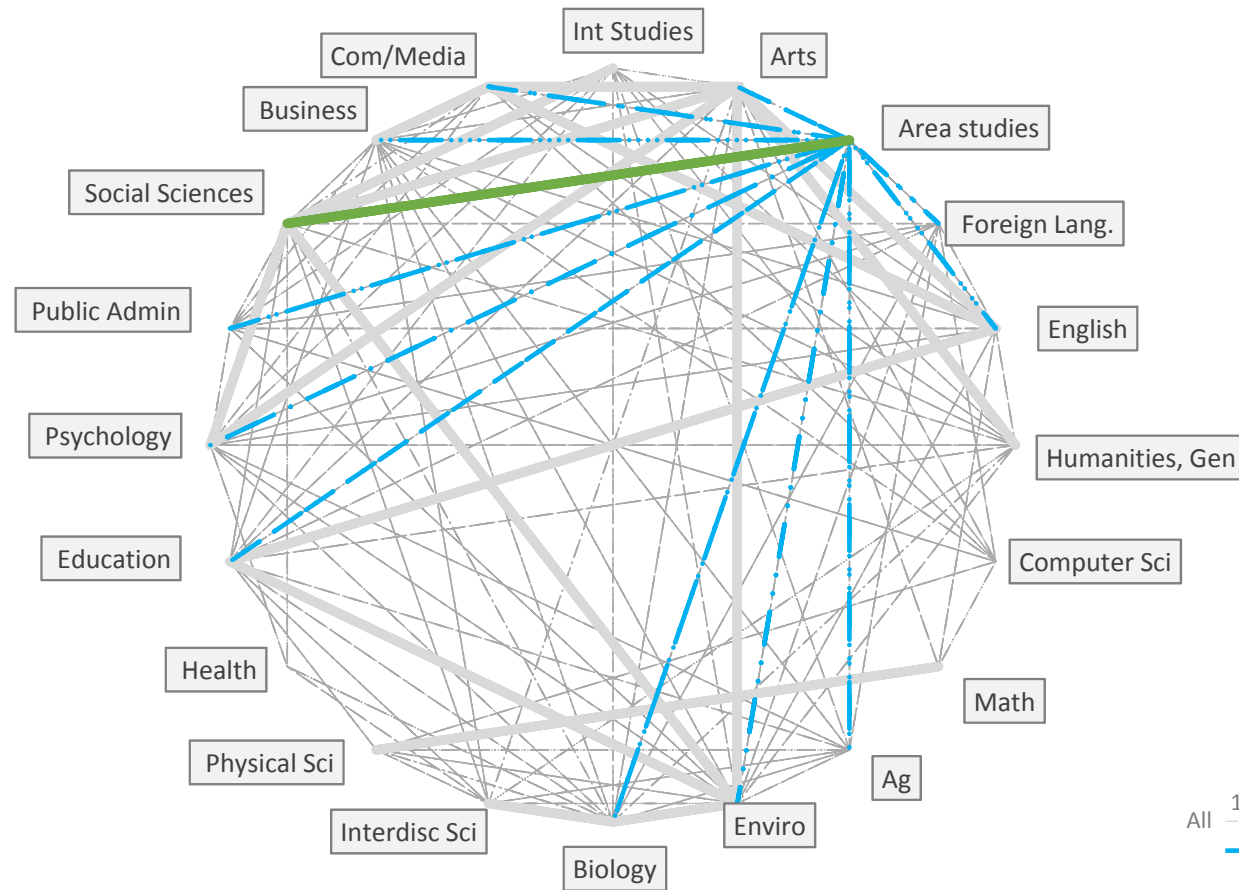 Int Studies
Com/Media
Arts
Business
Area studies
Social Sciences
Foreign Lang.
Public Admin
English
Psychology
Humanities, Gen
Education
Computer Sci
Health
Math
Physical Sci
Ag
Interdisc Sci
Enviro
Biology
1
All